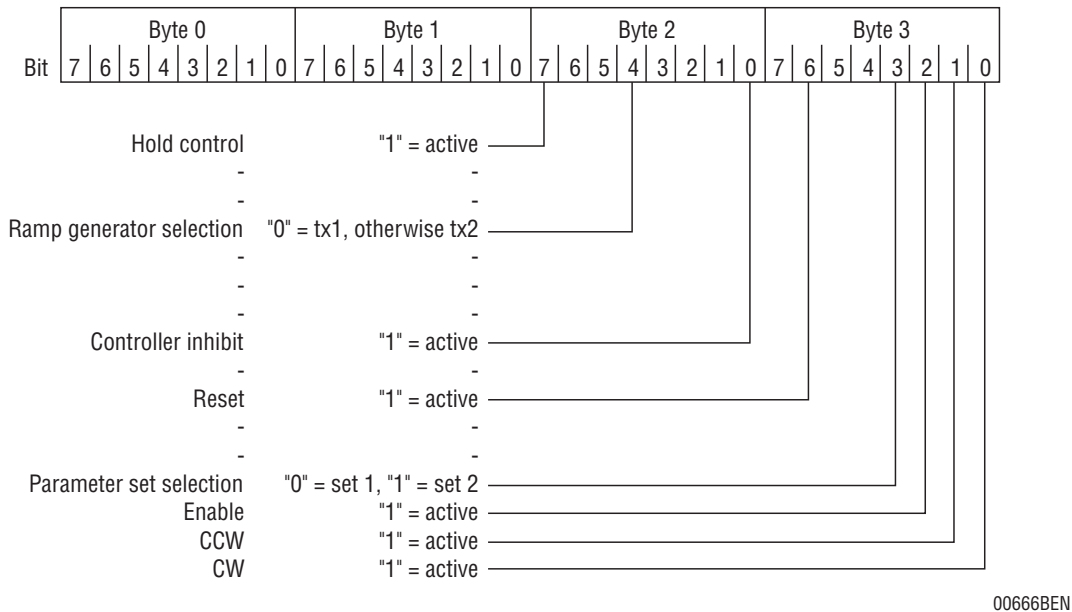 Byte 0 Byte 1 Byte 2 Byte 3
Bit 7 6 5 4 3 2 1 0 7 6 5 4 3 2 1 0 7 6 5 4 3 2 1 0 7 6 5 4 3 2 1 0
Hold control "1" = active
- -
- -
Ramp generator selection "0" = tx1, otherwise tx2
- -
- -
- -
Controller inhibit "1" = active
- -
Reset "1" = active
- -
- -
Parameter set selection "0" = set 1, "1" = set 2
Enable "1" = active
CCW "1" = active
CW "1" = active
00666BEN